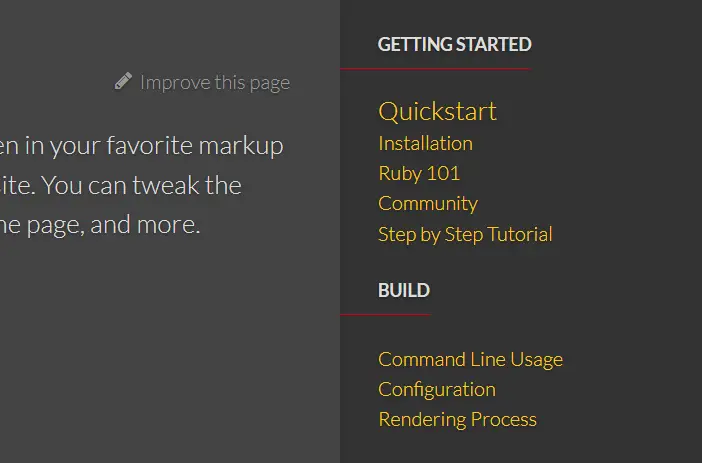 Improve this page
en in your favorite markup
site. You can tweak the
he page, and more.
GETTING STARTED
Quickstart
Installation
Ruby 101
Community
Step by Step Tutorial
BUILD
Command Line Usage
Configuration
Rendering Process